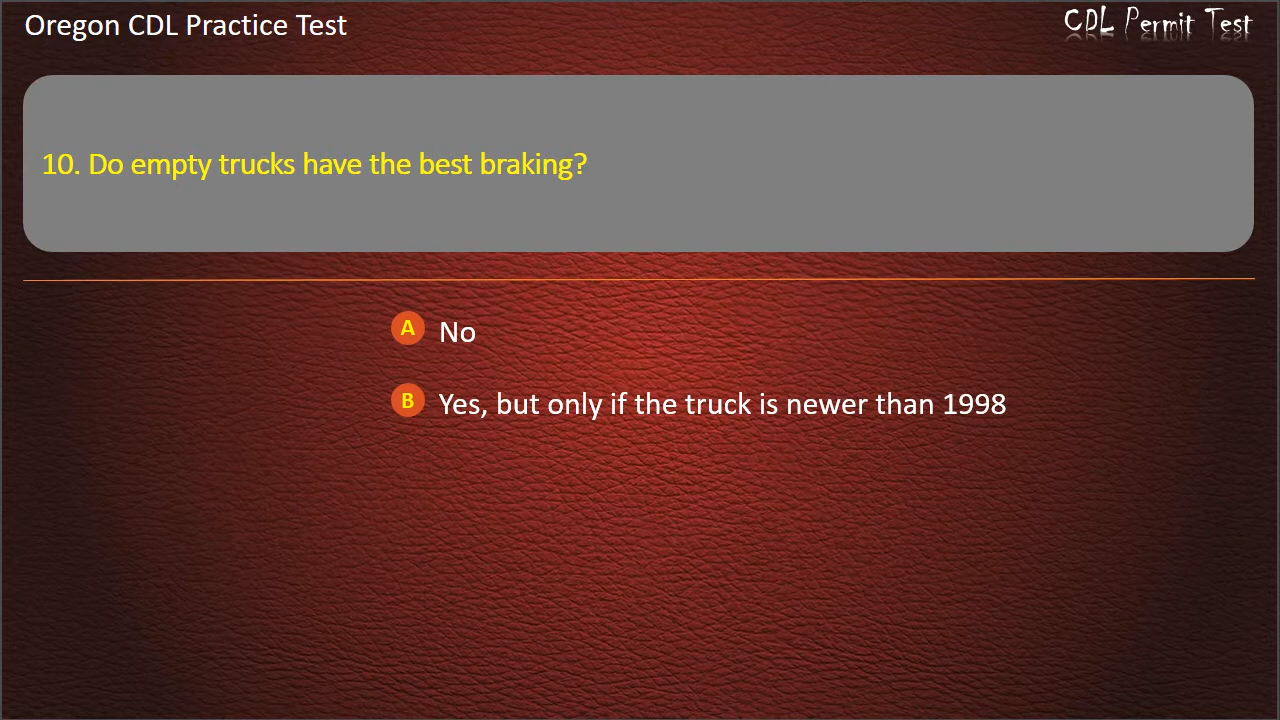 Oregon CDL Practice Test
CDL Permit Test
10. Do empty trucks have the best braking?
A No
B Yes, but only if the truck is newer than 1998